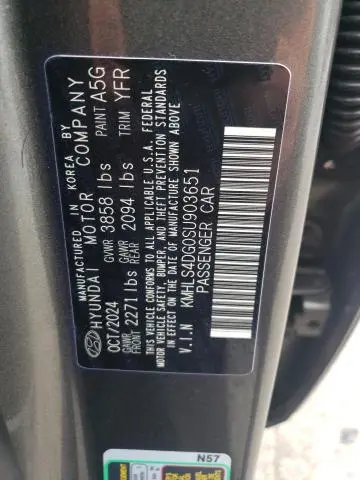 MANUFACTURED IN KOREA BY
HYUNDAI MOTOR COMPANY
OCT/2024 GVWR 3858 lbs PAINT A5G
GAWR FRONT 2271 lbs GAWR REAR 2094 lbs TRIM YFR
THIS VEHICLE CONFORMS TO ALL APPLICABLE U.S.A. FEDERAL
MOTOR VEHICLE SAFETY, BUMPER, AND THEFT PREVENTION STANDARDS
IN EFFECT ON THE DATE OF MANUFACTURE SHOWN ABOVE
V.I.N KMHLS4DG0SU903651
PASSENGER CAR
N57